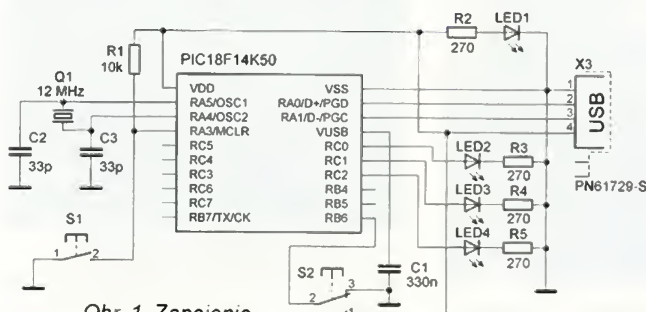 R2
LED1
270
R1
10k
PIC18F14K50
X3
Q1
12 MHz
VDD
RA5/OSC1
RA4/OSC2
RA3/MCLR
RC5
RC4
RC3
RC6
RC7
RB7/TX/CK
VSS
RA0/D+/PGD
RA1/D-/PGC
VUSB
RC0
RC1
RC2
RB4
RB5
RB6
1
2
3
4
USB
PN61729-S
C2
33p
C3
33p
LED2
R3
270
LED3
R4
270
LED4
R5
270
S1
1
2
S2
2
3
1
C1
330n
Obr. 1. Zapojenie